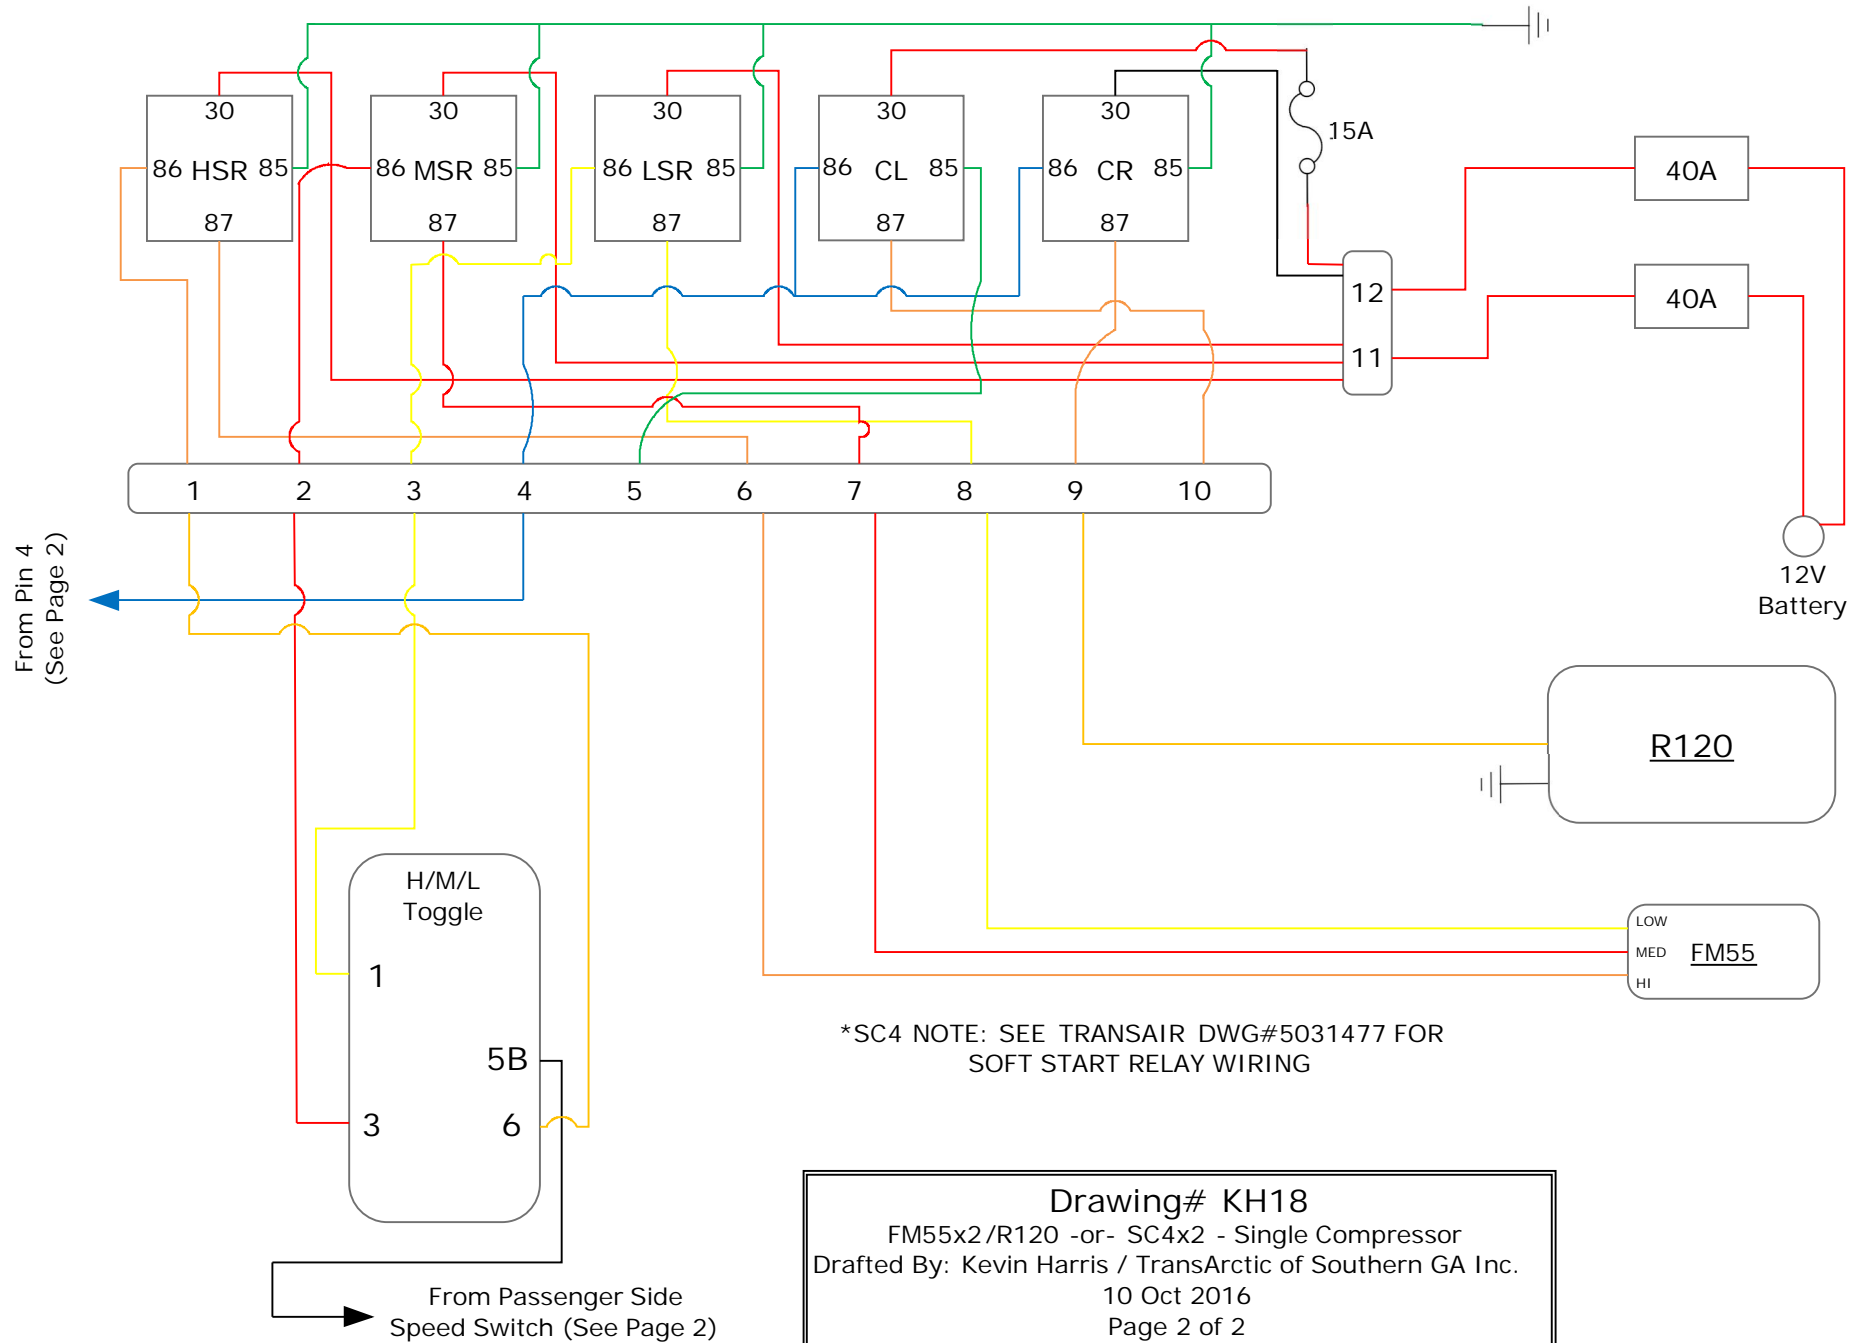 30
30
30
30
30
15A
86 HSR 85
86 MSR 85
86 LSR 85
86 CL 85
86 CR 85
40A
87
87
87
87
87
12
40A
11
1 2 3 4 5 6 7 8 9 10
From Pin 4
(See Page 2)
12V
Battery
R120
H/M/L
Toggle
1
5B
3
6
LOW
MED
HI
FM55
*SC4 NOTE: SEE TRANSAIR DWG#5031477 FOR
SOFT START RELAY WIRING
From Passenger Side
Speed Switch (See Page 2)
Drawing# KH18
FM55x2/R120 -or- SC4x2 - Single Compressor
Drafted By: Kevin Harris / TransArctic of Southern GA Inc.
10 Oct 2016
Page 2 of 2